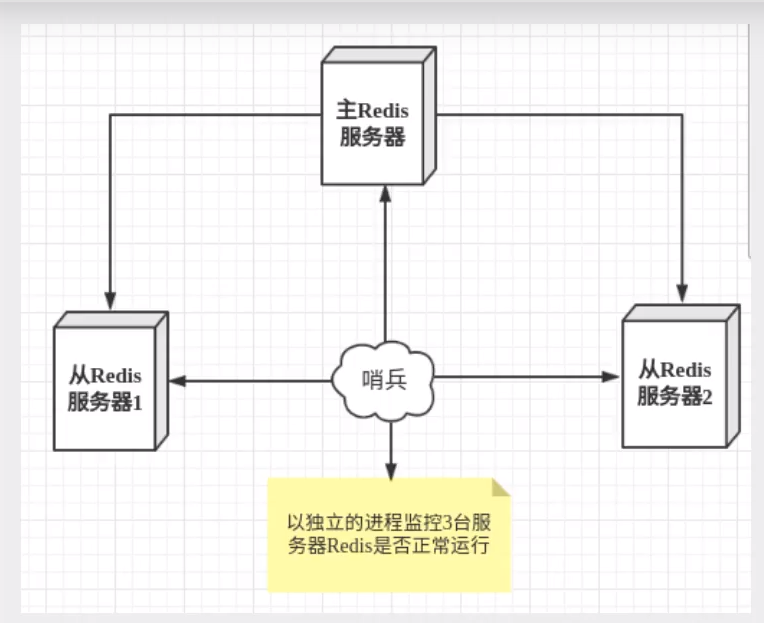 主Redis
服务器
从Redis
服务器1
哨兵
从Redis
服务器2
以独立的进程监控3台服
务器Redis是否正常运行